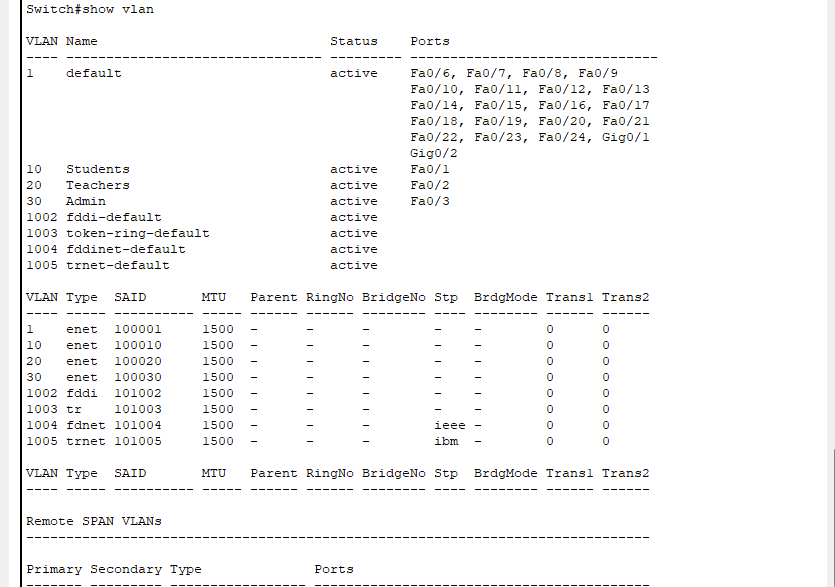 Switch#show vlan

VLAN Name                             Status    Ports
---- -------------------------------- --------- -------------------------------
1    default                          active    Fa0/6, Fa0/7, Fa0/8, Fa0/9
                                                Fa0/10, Fa0/11, Fa0/12, Fa0/13
                                                Fa0/14, Fa0/15, Fa0/16, Fa0/17
                                                Fa0/18, Fa0/19, Fa0/20, Fa0/21
                                                Fa0/22, Fa0/23, Fa0/24, Gig0/1
                                                Gig0/2
10   Students                         active    Fa0/1
20   Teachers                         active    Fa0/2
30   Admin                            active    Fa0/3
1002 fddi-default                     active
1003 token-ring-default               active
1004 fddinet-default                  active
1005 trnet-default                    active

VLAN Type  SAID       MTU   Parent RingNo BridgeNo Stp  BrdgMode Trans1 Trans2
---- ----- ---------- ----- ------ ------ -------- ---- -------- ------ ------
1    enet  100001     1500  -      -      -        -    -        0      0
10   enet  100010     1500  -      -      -        -    -        0      0
20   enet  100020     1500  -      -      -        -    -        0      0
30   enet  100030     1500  -      -      -        -    -        0      0
1002 fddi  101002     1500  -      -      -        -    -        0      0
1003 tr    101003     1500  -      -      -        -    -        0      0
1004 fdnet 101004     1500  -      -      -        ieee -        0      0
1005 trnet 101005     1500  -      -      -        ibm  -        0      0

VLAN Type  SAID       MTU   Parent RingNo BridgeNo Stp  BrdgMode Trans1 Trans2
---- ----- ---------- ----- ------ ------ -------- ---- -------- ------ ------

Remote SPAN VLANs
------------------------------------------------------------------------------

Primary Secondary Type              Ports
------- --------- ----------------- ------------------------------------------